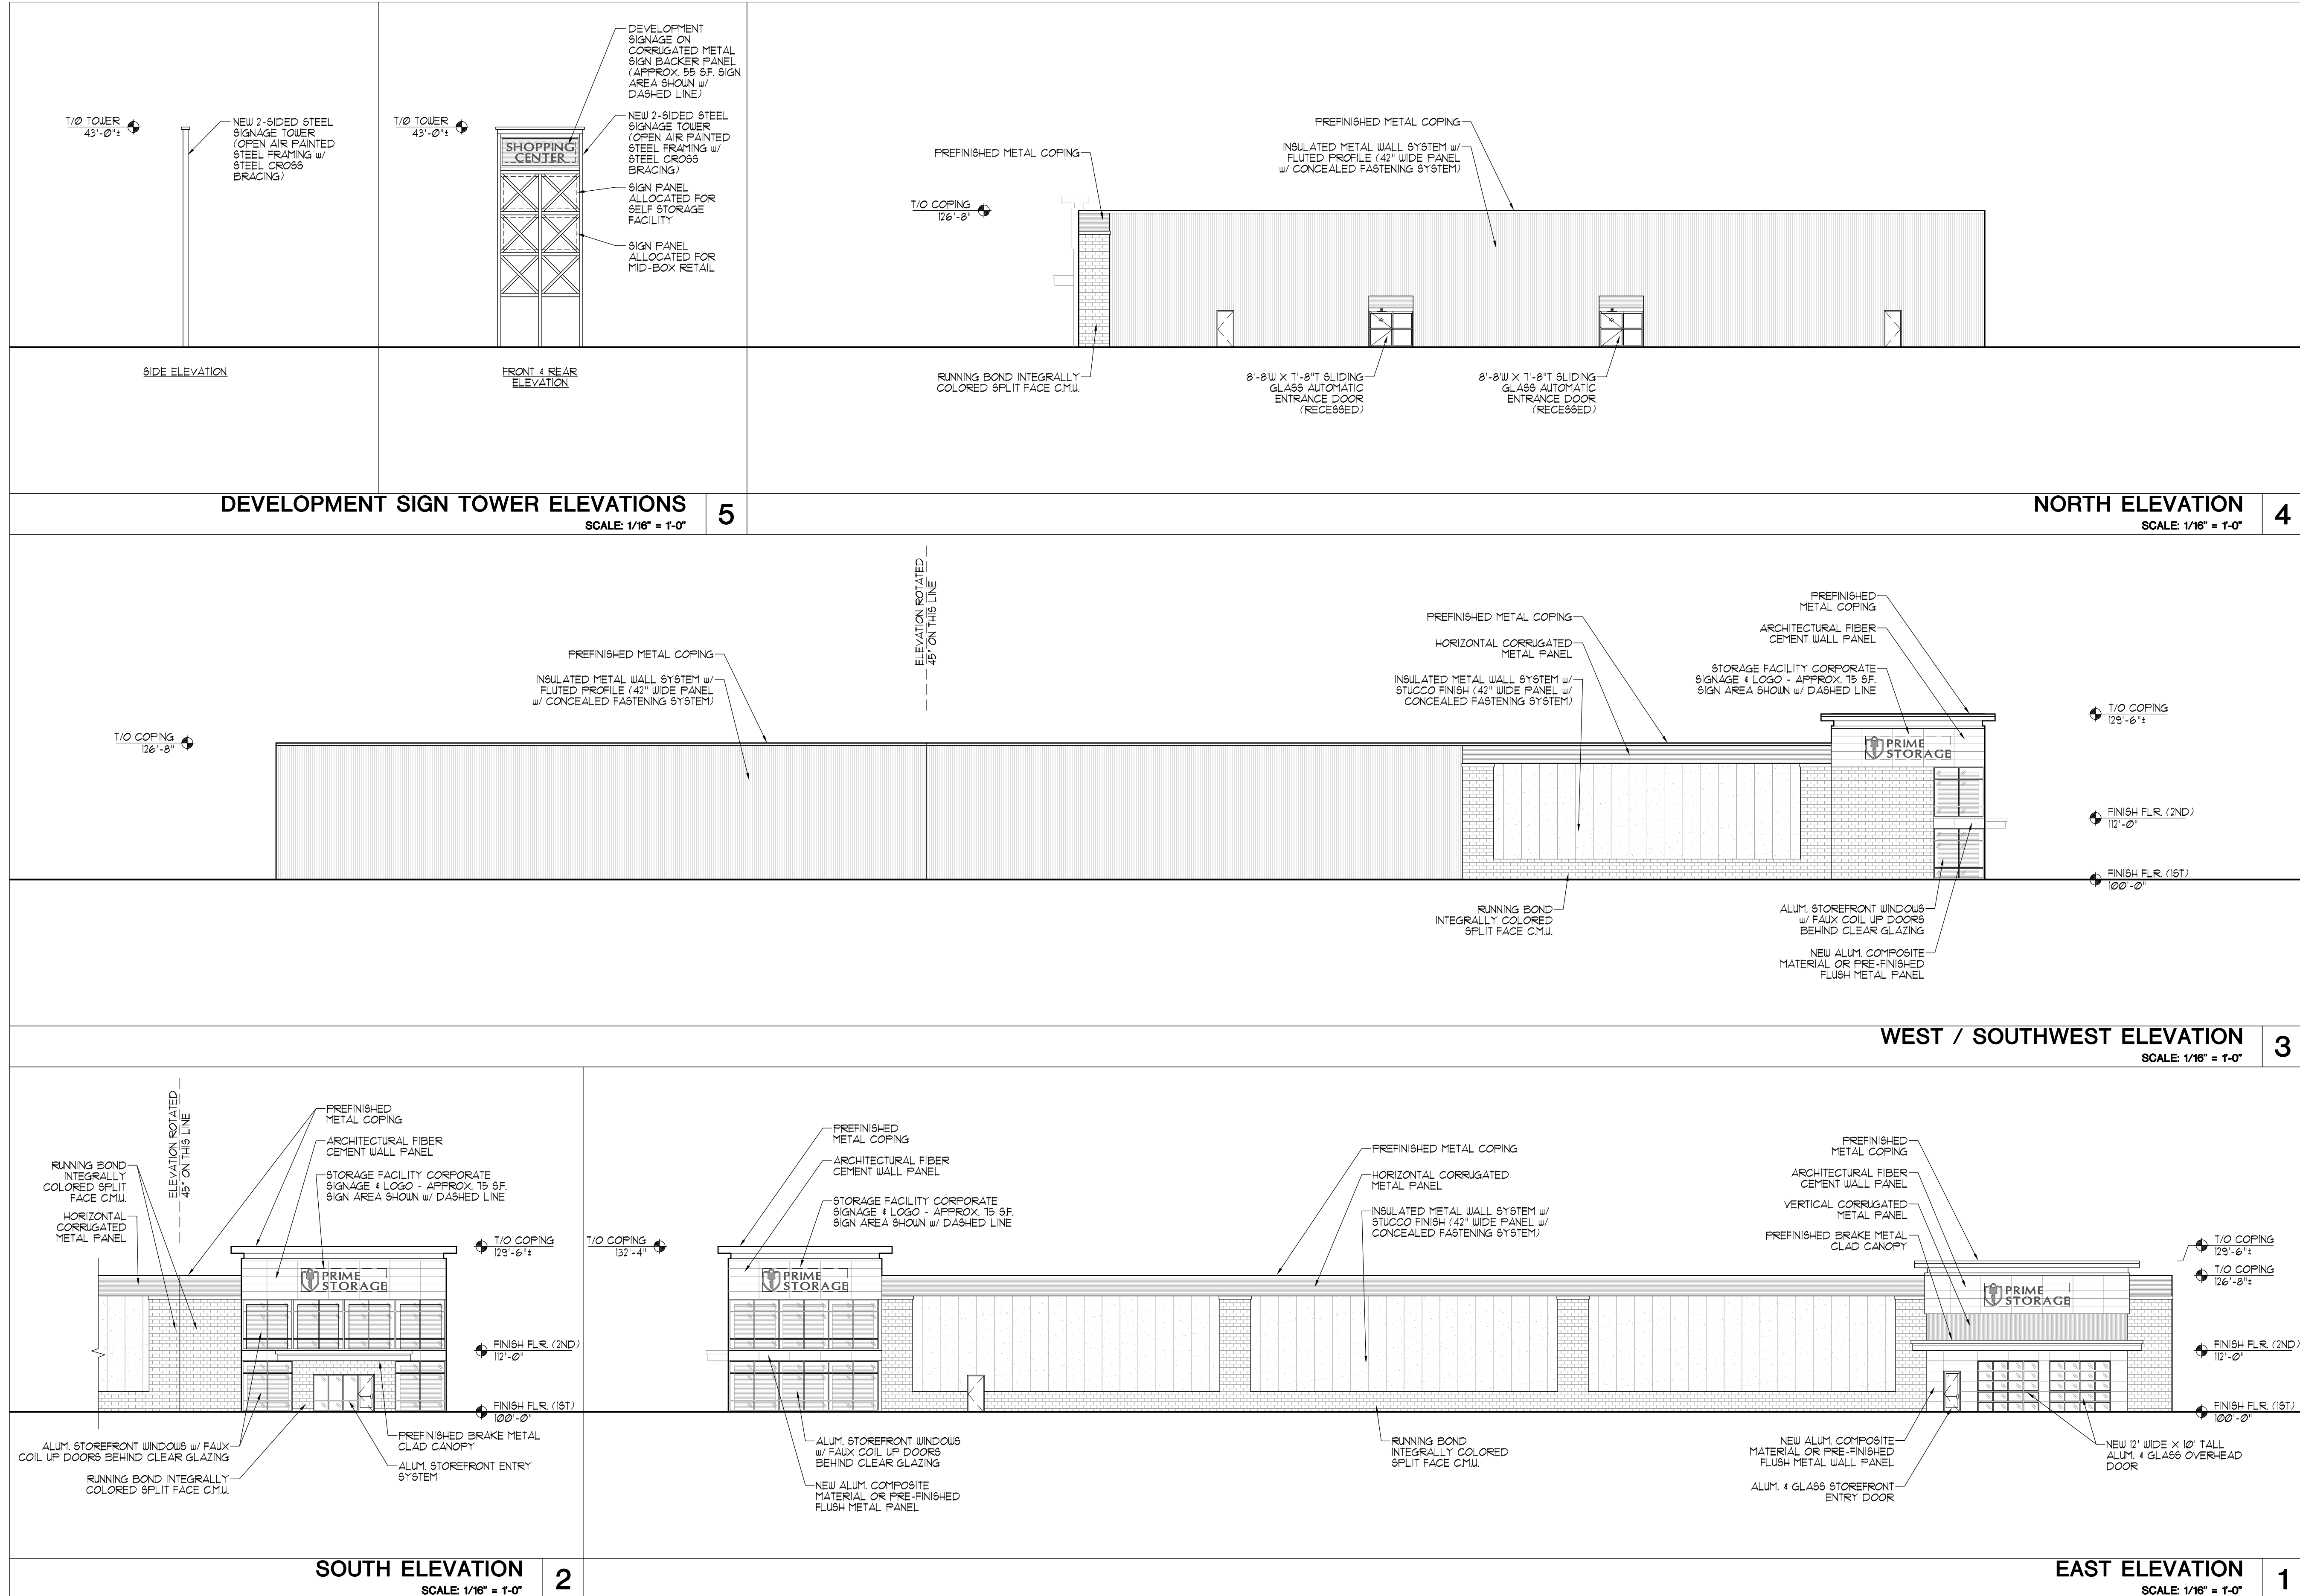 DEVELOPMENT
SIGNAGE ON
CORRUGATED METAL
SIGN BACKER PANEL
(APPROX. 55 S.F. SIGN
AREA SHOWN w/
DASHED LINE)
T/O TOWER
43'-0"±
NEW 2-SIDED STEEL
SIGNAGE TOWER
(OPEN AIR PAINTED
STEEL FRAMING w/
STEEL CROSS
BRACING)
T/O TOWER
43'-0"±
SHOPPING
CENTER
NEW 2-SIDED STEEL
SIGNAGE TOWER
(OPEN AIR PAINTED
STEEL FRAMING w/
STEEL CROSS
BRACING)
SIGN PANEL
ALLOCATED FOR
SELF STORAGE
FACILITY
SIGN PANEL
ALLOCATED FOR
MID-BOX RETAIL
SIDE ELEVATION
FRONT & REAR
ELEVATION
DEVELOPMENT SIGN TOWER ELEVATIONS
SCALE: 1/16" = 1'-0"
5
PREFINISHED METAL COPING
INSULATED METAL WALL SYSTEM w/
FLUTED PROFILE (42" WIDE PANEL
w/ CONCEALED FASTENING SYSTEM)
PREFINISHED METAL COPING
T/O COPING
126'-8"
RUNNING BOND INTEGRALLY
COLORED SPLIT FACE C.M.U.
8'-8"W X 7'-8"T SLIDING
GLASS AUTOMATIC
ENTRANCE DOOR
(RECESSED)
8'-8"W X 7'-8"T SLIDING
GLASS AUTOMATIC
ENTRANCE DOOR
(RECESSED)
NORTH ELEVATION
SCALE: 1/16" = 1'-0"
4
ELEVATION ROTATED
45° ON THIS LINE
PREFINISHED METAL COPING
INSULATED METAL WALL SYSTEM w/
FLUTED PROFILE (42" WIDE PANEL
w/ CONCEALED FASTENING SYSTEM)
T/O COPING
126'-8"
PREFINISHED METAL COPING
HORIZONTAL CORRUGATED
METAL PANEL
INSULATED METAL WALL SYSTEM w/
STUCCO FINISH (42" WIDE PANEL w/
CONCEALED FASTENING SYSTEM)
PREFINISHED
METAL COPING
ARCHITECTURAL FIBER
CEMENT WALL PANEL
STORAGE FACILITY CORPORATE
SIGNAGE & LOGO - APPROX. 75 S.F.
SIGN AREA SHOWN w/ DASHED LINE
PRIME
STORAGE
T/O COPING
129'-6"±
FINISH FLR. (2ND)
112'-0"
FINISH FLR. (1ST)
100'-0"
RUNNING BOND
INTEGRALLY COLORED
SPLIT FACE C.M.U.
ALUM. STOREFRONT WINDOWS
w/ FAUX COIL UP DOORS
BEHIND CLEAR GLAZING
NEW ALUM. COMPOSITE
MATERIAL OR PRE-FINISHED
FLUSH METAL PANEL
WEST / SOUTHWEST ELEVATION
SCALE: 1/16" = 1'-0"
3
ELEVATION ROTATED
45° ON THIS LINE
RUNNING BOND
INTEGRALLY
COLORED SPLIT
FACE C.M.U.
HORIZONTAL
CORRUGATED
METAL PANEL
PREFINISHED
METAL COPING
ARCHITECTURAL FIBER
CEMENT WALL PANEL
STORAGE FACILITY CORPORATE
SIGNAGE & LOGO - APPROX. 75 S.F.
SIGN AREA SHOWN w/ DASHED LINE
PRIME
STORAGE
T/O COPING
129'-6"±
FINISH FLR. (2ND)
112'-0"
FINISH FLR. (1ST)
100'-0"
ALUM. STOREFRONT WINDOWS w/ FAUX
COIL UP DOORS BEHIND CLEAR GLAZING
RUNNING BOND INTEGRALLY
COLORED SPLIT FACE C.M.U.
PREFINISHED BRAKE METAL
CLAD CANOPY
ALUM. STOREFRONT ENTRY
SYSTEM
SOUTH ELEVATION
SCALE: 1/16" = 1'-0"
2
T/O COPING
132'-4"
PREFINISHED
METAL COPING
ARCHITECTURAL FIBER
CEMENT WALL PANEL
STORAGE FACILITY CORPORATE
SIGNAGE & LOGO - APPROX. 75 S.F.
SIGN AREA SHOWN w/ DASHED LINE
PRIME
STORAGE
PREFINISHED METAL COPING
HORIZONTAL CORRUGATED
METAL PANEL
INSULATED METAL WALL SYSTEM w/
STUCCO FINISH (42" WIDE PANEL w/
CONCEALED FASTENING SYSTEM)
PREFINISHED
METAL COPING
ARCHITECTURAL FIBER
CEMENT WALL PANEL
VERTICAL CORRUGATED
METAL PANEL
PREFINISHED BRAKE METAL
CLAD CANOPY
PRIME
STORAGE
T/O COPING
129'-6"±
T/O COPING
126'-8"±
FINISH FLR. (2ND)
112'-0"
FINISH FLR. (1ST)
100'-0"
ALUM. STOREFRONT WINDOWS
w/ FAUX COIL UP DOORS
BEHIND CLEAR GLAZING
NEW ALUM. COMPOSITE
MATERIAL OR PRE-FINISHED
FLUSH METAL PANEL
RUNNING BOND
INTEGRALLY COLORED
SPLIT FACE C.M.U.
NEW ALUM. COMPOSITE
MATERIAL OR PRE-FINISHED
FLUSH METAL WALL PANEL
ALUM. & GLASS STOREFRONT
ENTRY DOOR
NEW 12' WIDE X 10' TALL
ALUM. & GLASS OVERHEAD
DOOR
EAST ELEVATION
SCALE: 1/16" = 1'-0"
1